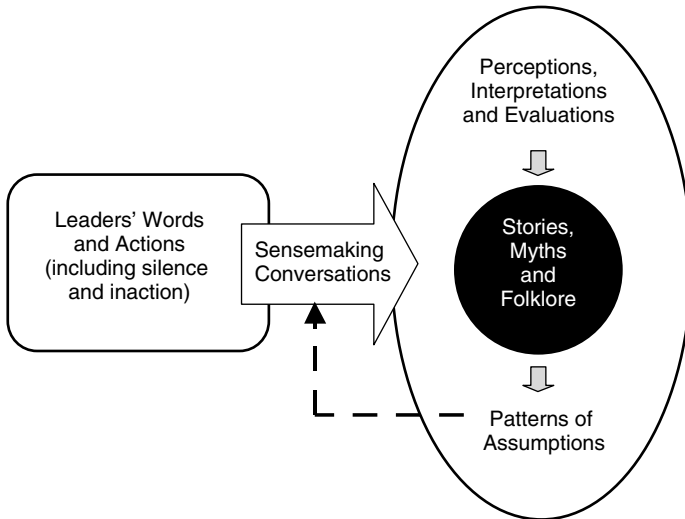 Perceptions,
Interpretations
and Evaluations
Leaders' Words
and Actions
(including silence
and inaction)
Sensemaking
Conversations
Stories,
Myths
and
Folklore
Patterns of
Assumptions